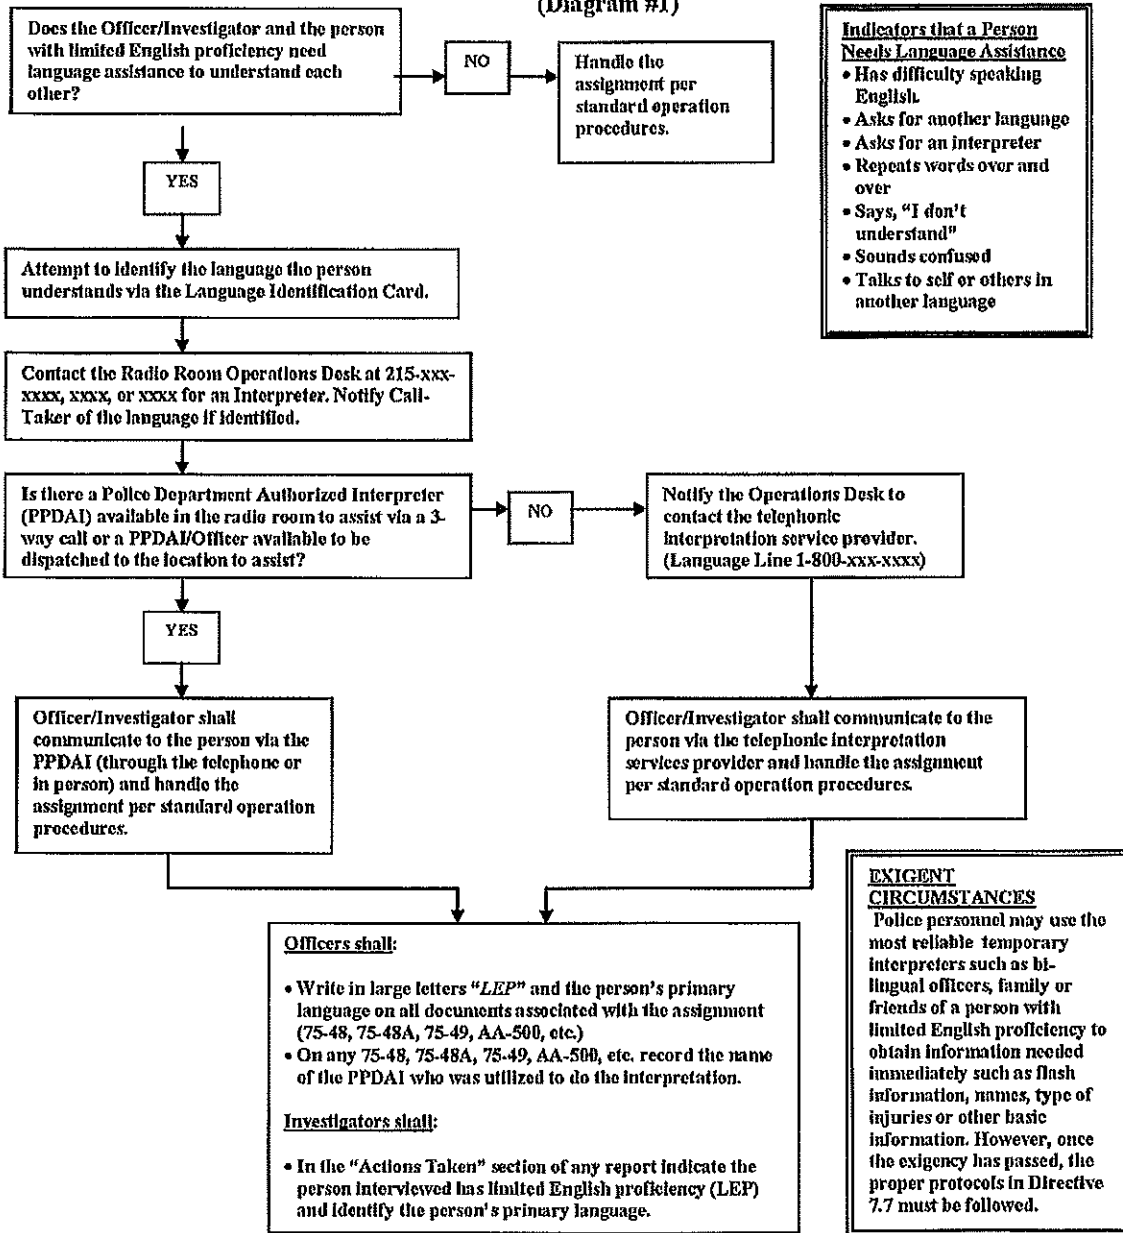 (Diagram #1)
Does the Officer/Investigator and the person
with limited English proficiency need
language assistance to understand each
other?
NO
Handle the
assignment per
standard operation
procedures.
Indicators that a Person
Needs Language Assistance
• Has difficulty speaking
English.
• Asks for another language
• Asks for an interpreter
• Repeats words over and
over
• Says, "I don't
understand"
• Sounds confused
• Talks to self or others in
another language
YES
Attempt to identify the language the person
understands via the Language Identification Card.
Contact the Radio Room Operations Desk at 215-xxx-
xxxx, xxxx, or xxxx for an Interpreter. Notify Call-
Taker of the language if identified.
Is there a Police Department Authorized Interpreter
(PPDAI) available in the radio room to assist via a 3-
way call or a PPDAI/Officer available to be
dispatched to the location to assist?
NO
Notify the Operations Desk to
contact the telephonic
interpretation service provider.
(Language Line 1-800-xxx-xxxx)
YES
Officer/Investigator shall
communicate to the person via the
PPDAI (through the telephone or
in person) and handle the
assignment per standard operation
procedures.
Officer/Investigator shall communicate to the
person via the telephonic interpretation
services provider and handle the assignment
per standard operation procedures.
Officers shall:
• Write in large letters "LEP" and the person's primary
language on all documents associated with the assignment
(75-48, 75-48A, 75-49, AA-500, etc.)
• On any 75-48, 75-48A, 75-49, AA-500, etc. record the name
of the PPDAI who was utilized to do the interpretation.
Investigators shall:
• In the "Actions Taken" section of any report indicate the
person interviewed has limited English proficiency (LEP)
and identify the person's primary language.
EXIGENT
CIRCUMSTANCES
Police personnel may use the
most reliable temporary
interpreters such as bi-
lingual officers, family or
friends of a person with
limited English proficiency to
obtain information needed
immediately such as flash
information, names, type of
injuries or other basic
information. However, once
the exigency has passed, the
proper protocols in Directive
7.7 must be followed.